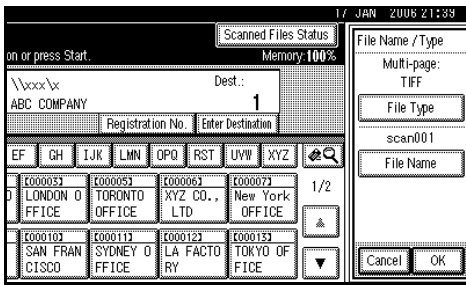 17 JAN 2006 21:39
Scanned Files Status
on or press Start.
Memory:100%
\\xxx\x
Dest.:
ABC COMPANY
1
Registration No.
Enter Destination
EF
GH
IJK
LMN
OPQ
RST
UVW
XYZ
[00003]
LONDON O
FFICE
[00005]
TORONTO
OFFICE
[00006]
XYZ CO.,
LTD
[00007]
New York
OFFICE
1/2
[00010]
SAN FRAN
CISCO
[00011]
SYDNEY O
FFICE
[00012]
LA FACTO
RY
[00013]
TOKYO OF
FICE
File Name / Type
Multi-page:
TIFF
File Type
scan001
File Name
Cancel
OK